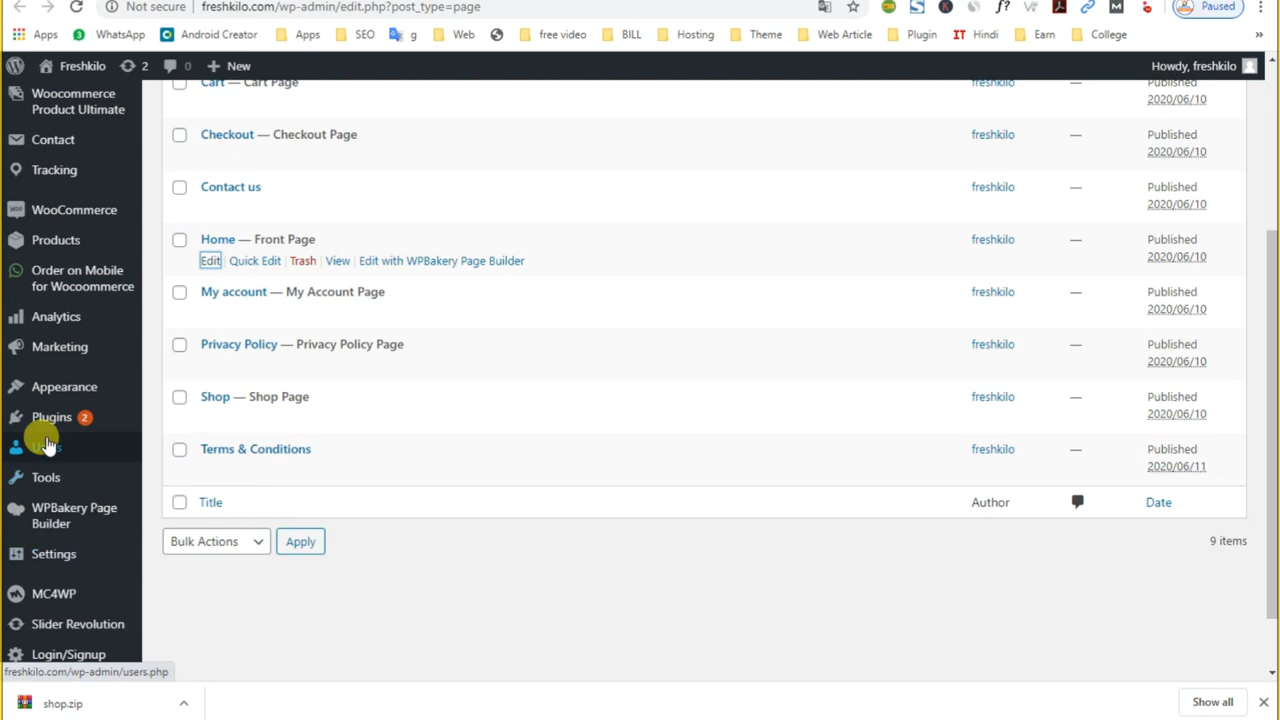 Not secure freshkilo.com/wp-admin/edit.php?post_type=page Paused
Apps WhatsApp Android Creator Apps SEO g Web free video BILL Hosting Theme Web Article Plugin IT Hindi Earn College »
Freshkilo 2 0 + New Howdy, freshkilo
Woocommerce
Product Ultimate
Contact
Tracking
WooCommerce
Products
Order on Mobile
for Wocoommerce
Analytics
Marketing
Appearance
Plugins 2
Tools
WPBakery Page
Builder
Settings
MC4WP
Slider Revolution
Login/Signup
Cart — Cart Page freshkilo — Published
2020/06/10
Checkout — Checkout Page freshkilo — Published
2020/06/10
Contact us freshkilo — Published
2020/06/10
Home — Front Page freshkilo — Published
Edit | Quick Edit | Trash | View | Edit with WPBakery Page Builder 2020/06/10
My account — My Account Page freshkilo — Published
2020/06/10
Privacy Policy — Privacy Policy Page freshkilo — Published
2020/06/10
Shop — Shop Page freshkilo — Published
2020/06/10
Terms & Conditions freshkilo — Published
2020/06/11
Title Author Date
Bulk Actions Apply 9 items
freshkilo.com/wp-admin/users.php
shop.zip Show all